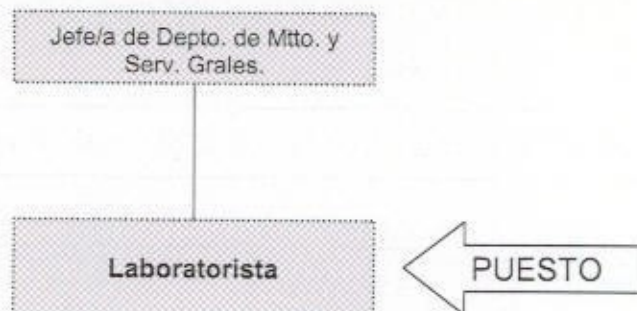 Jefe/a de Depto. de Mtto. y
Serv. Grales.
Laboratorista
PUESTO